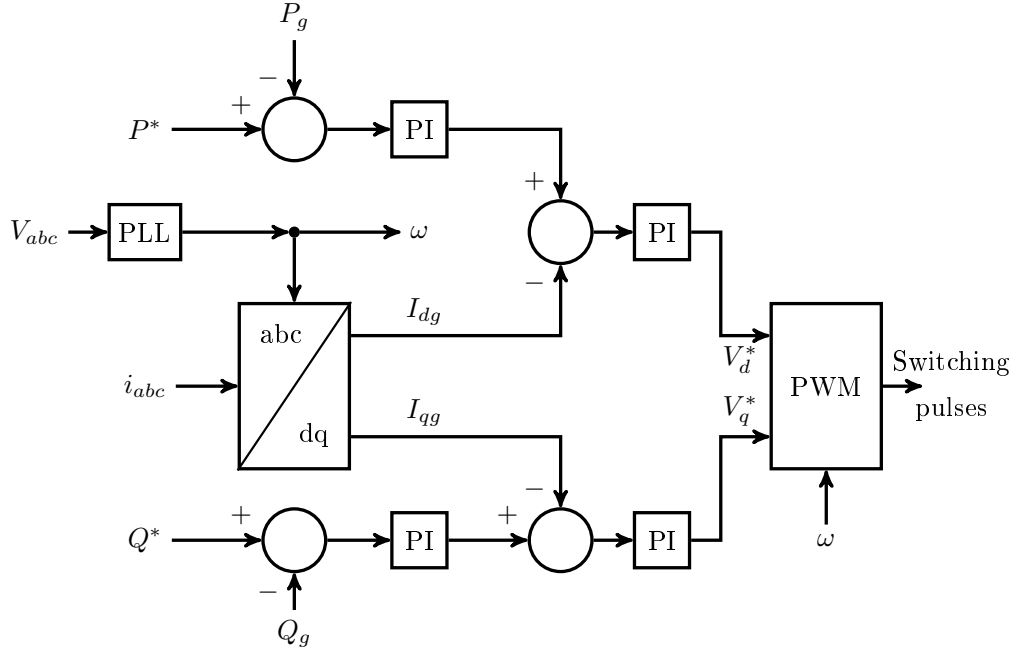 P_g
−
+
P*
PI
+
V_abc
PLL
ω
PI
−
I_dg
abc
V_d^*
Switching
i_abc
PWM
pulses
I_qg
V_q^*
dq
−
+
+
Q*
PI
PI
ω
−
Q_g